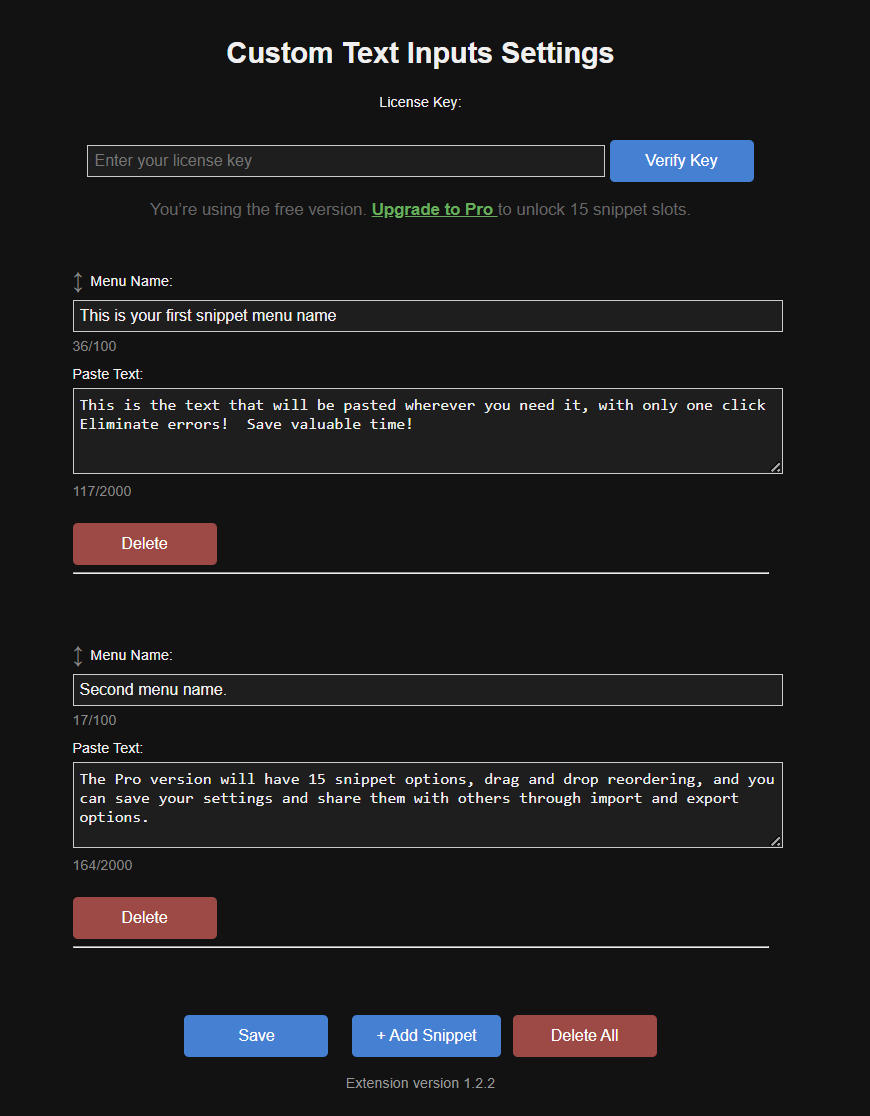 Custom Text Inputs Settings
License Key:
Enter your license key
Verify Key
You're using the free version. Upgrade to Pro to unlock 15 snippet slots.
Menu Name:
This is your first snippet menu name
36/100
Paste Text:
This is the text that will be pasted wherever you need it, with only one click
Eliminate errors!  Save valuable time!
117/2000
Delete
Menu Name:
Second menu name.
17/100
Paste Text:
The Pro version will have 15 snippet options, drag and drop reordering, and you
can save your settings and share them with others through import and export
options.
164/2000
Delete
Save
+ Add Snippet
Delete All
Extension version 1.2.2